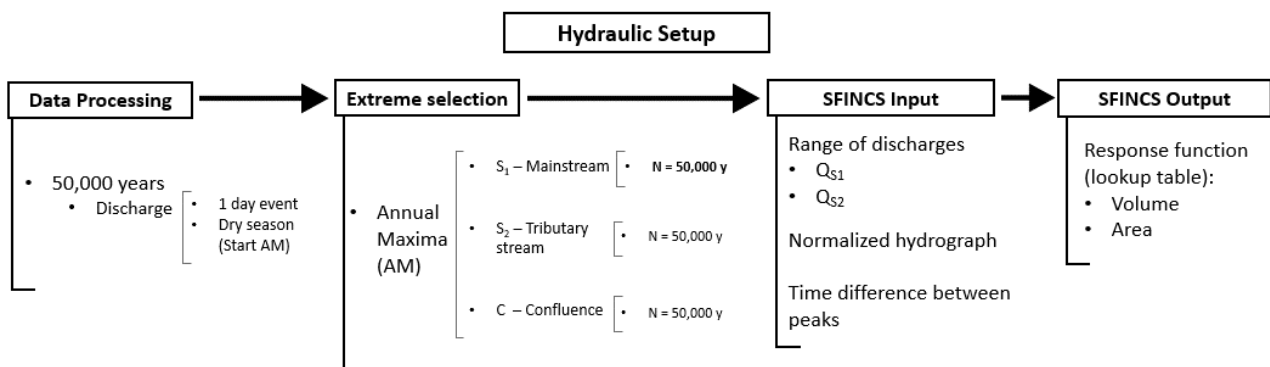 Hydraulic Setup
Data Processing
• 50,000 years
• Discharge
• 1 day event
• Dry season
(Start AM)
Extreme selection
• Annual
Maxima
(AM)
• S₁ – Mainstream
• N = 50,000 y
• S₂ – Tributary
stream
• N = 50,000 y
• C – Confluence
• N = 50,000 y
SFINCS Input
Range of discharges
• Q_S1
• Q_S2
Normalized hydrograph
Time difference between
peaks
SFINCS Output
Response function
(lookup table):
• Volume
• Area